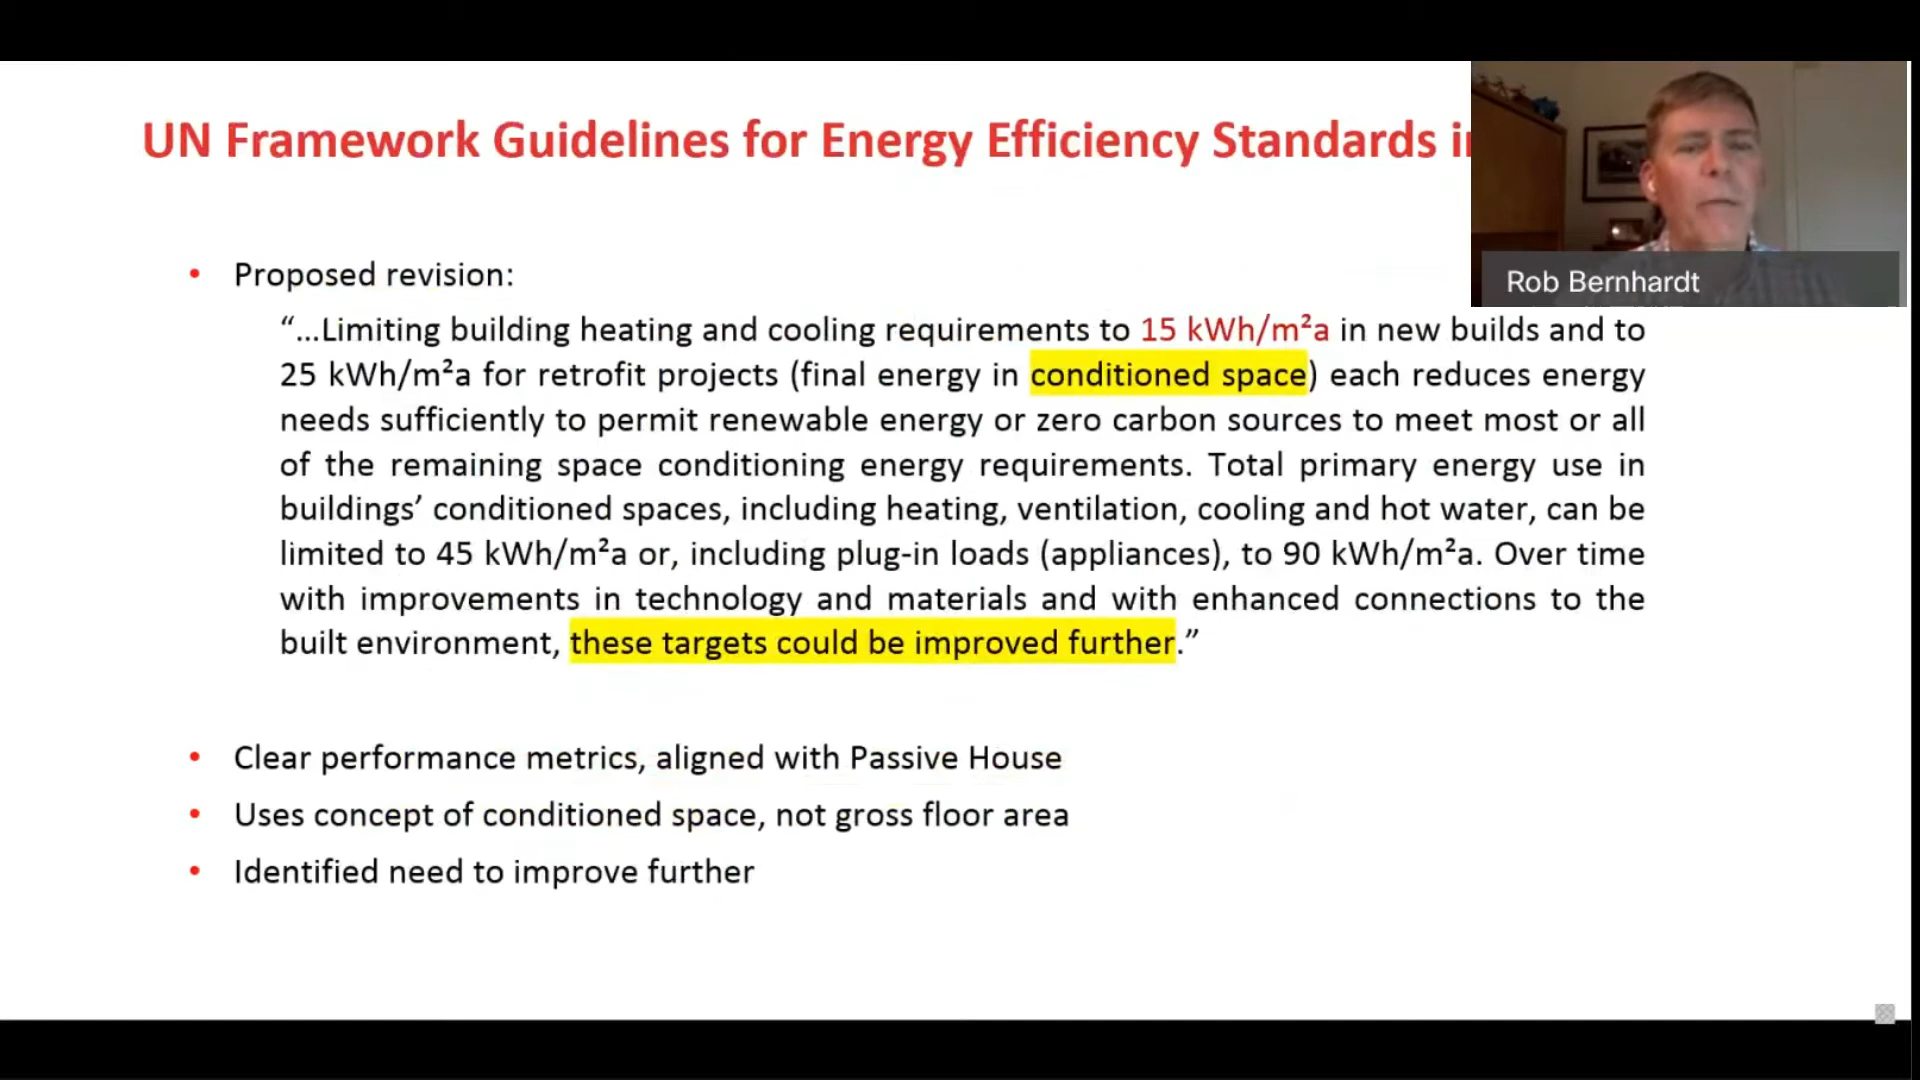 UN Framework Guidelines for Energy Efficiency Standards in
Rob Bernhardt
• Proposed revision:
“...Limiting building heating and cooling requirements to 15 kWh/m²a in new builds and to
25 kWh/m²a for retrofit projects (final energy in conditioned space) each reduces energy
needs sufficiently to permit renewable energy or zero carbon sources to meet most or all
of the remaining space conditioning energy requirements. Total primary energy use in
buildings’ conditioned spaces, including heating, ventilation, cooling and hot water, can be
limited to 45 kWh/m²a or, including plug-in loads (appliances), to 90 kWh/m²a. Over time
with improvements in technology and materials and with enhanced connections to the
built environment, these targets could be improved further.”
• Clear performance metrics, aligned with Passive House
• Uses concept of conditioned space, not gross floor area
• Identified need to improve further